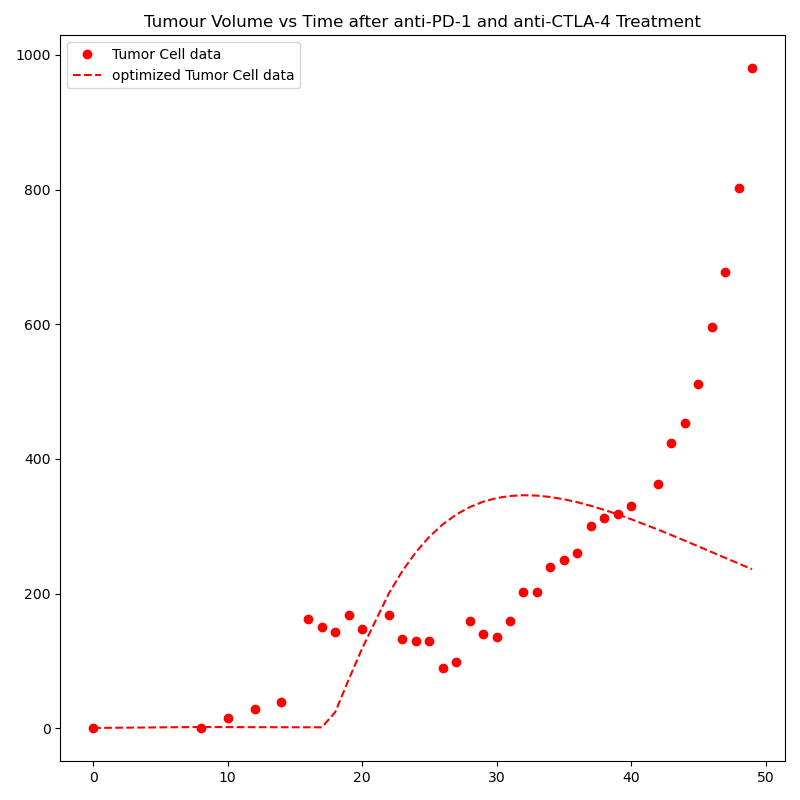 Tumour Volume vs Time after anti-PD-1 and anti-CTLA-4 Treatment
Tumor Cell data
optimized Tumor Cell data
1000
800
600
400
200
0
0 10 20 30 40 50